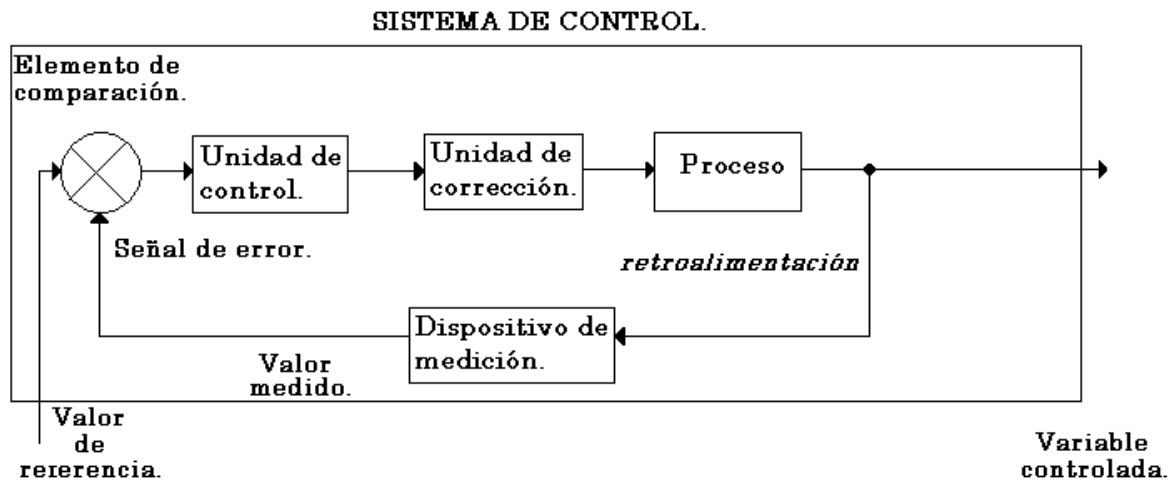 SISTEMA DE CONTROL.
Elemento de
comparación.
Unidad de
control.
Unidad de
corrección.
Proceso
Señal de error.
retroalimentación
Dispositivo de
medición.
Valor
medido.
Valor
de
referencia.
Variable
controlada.